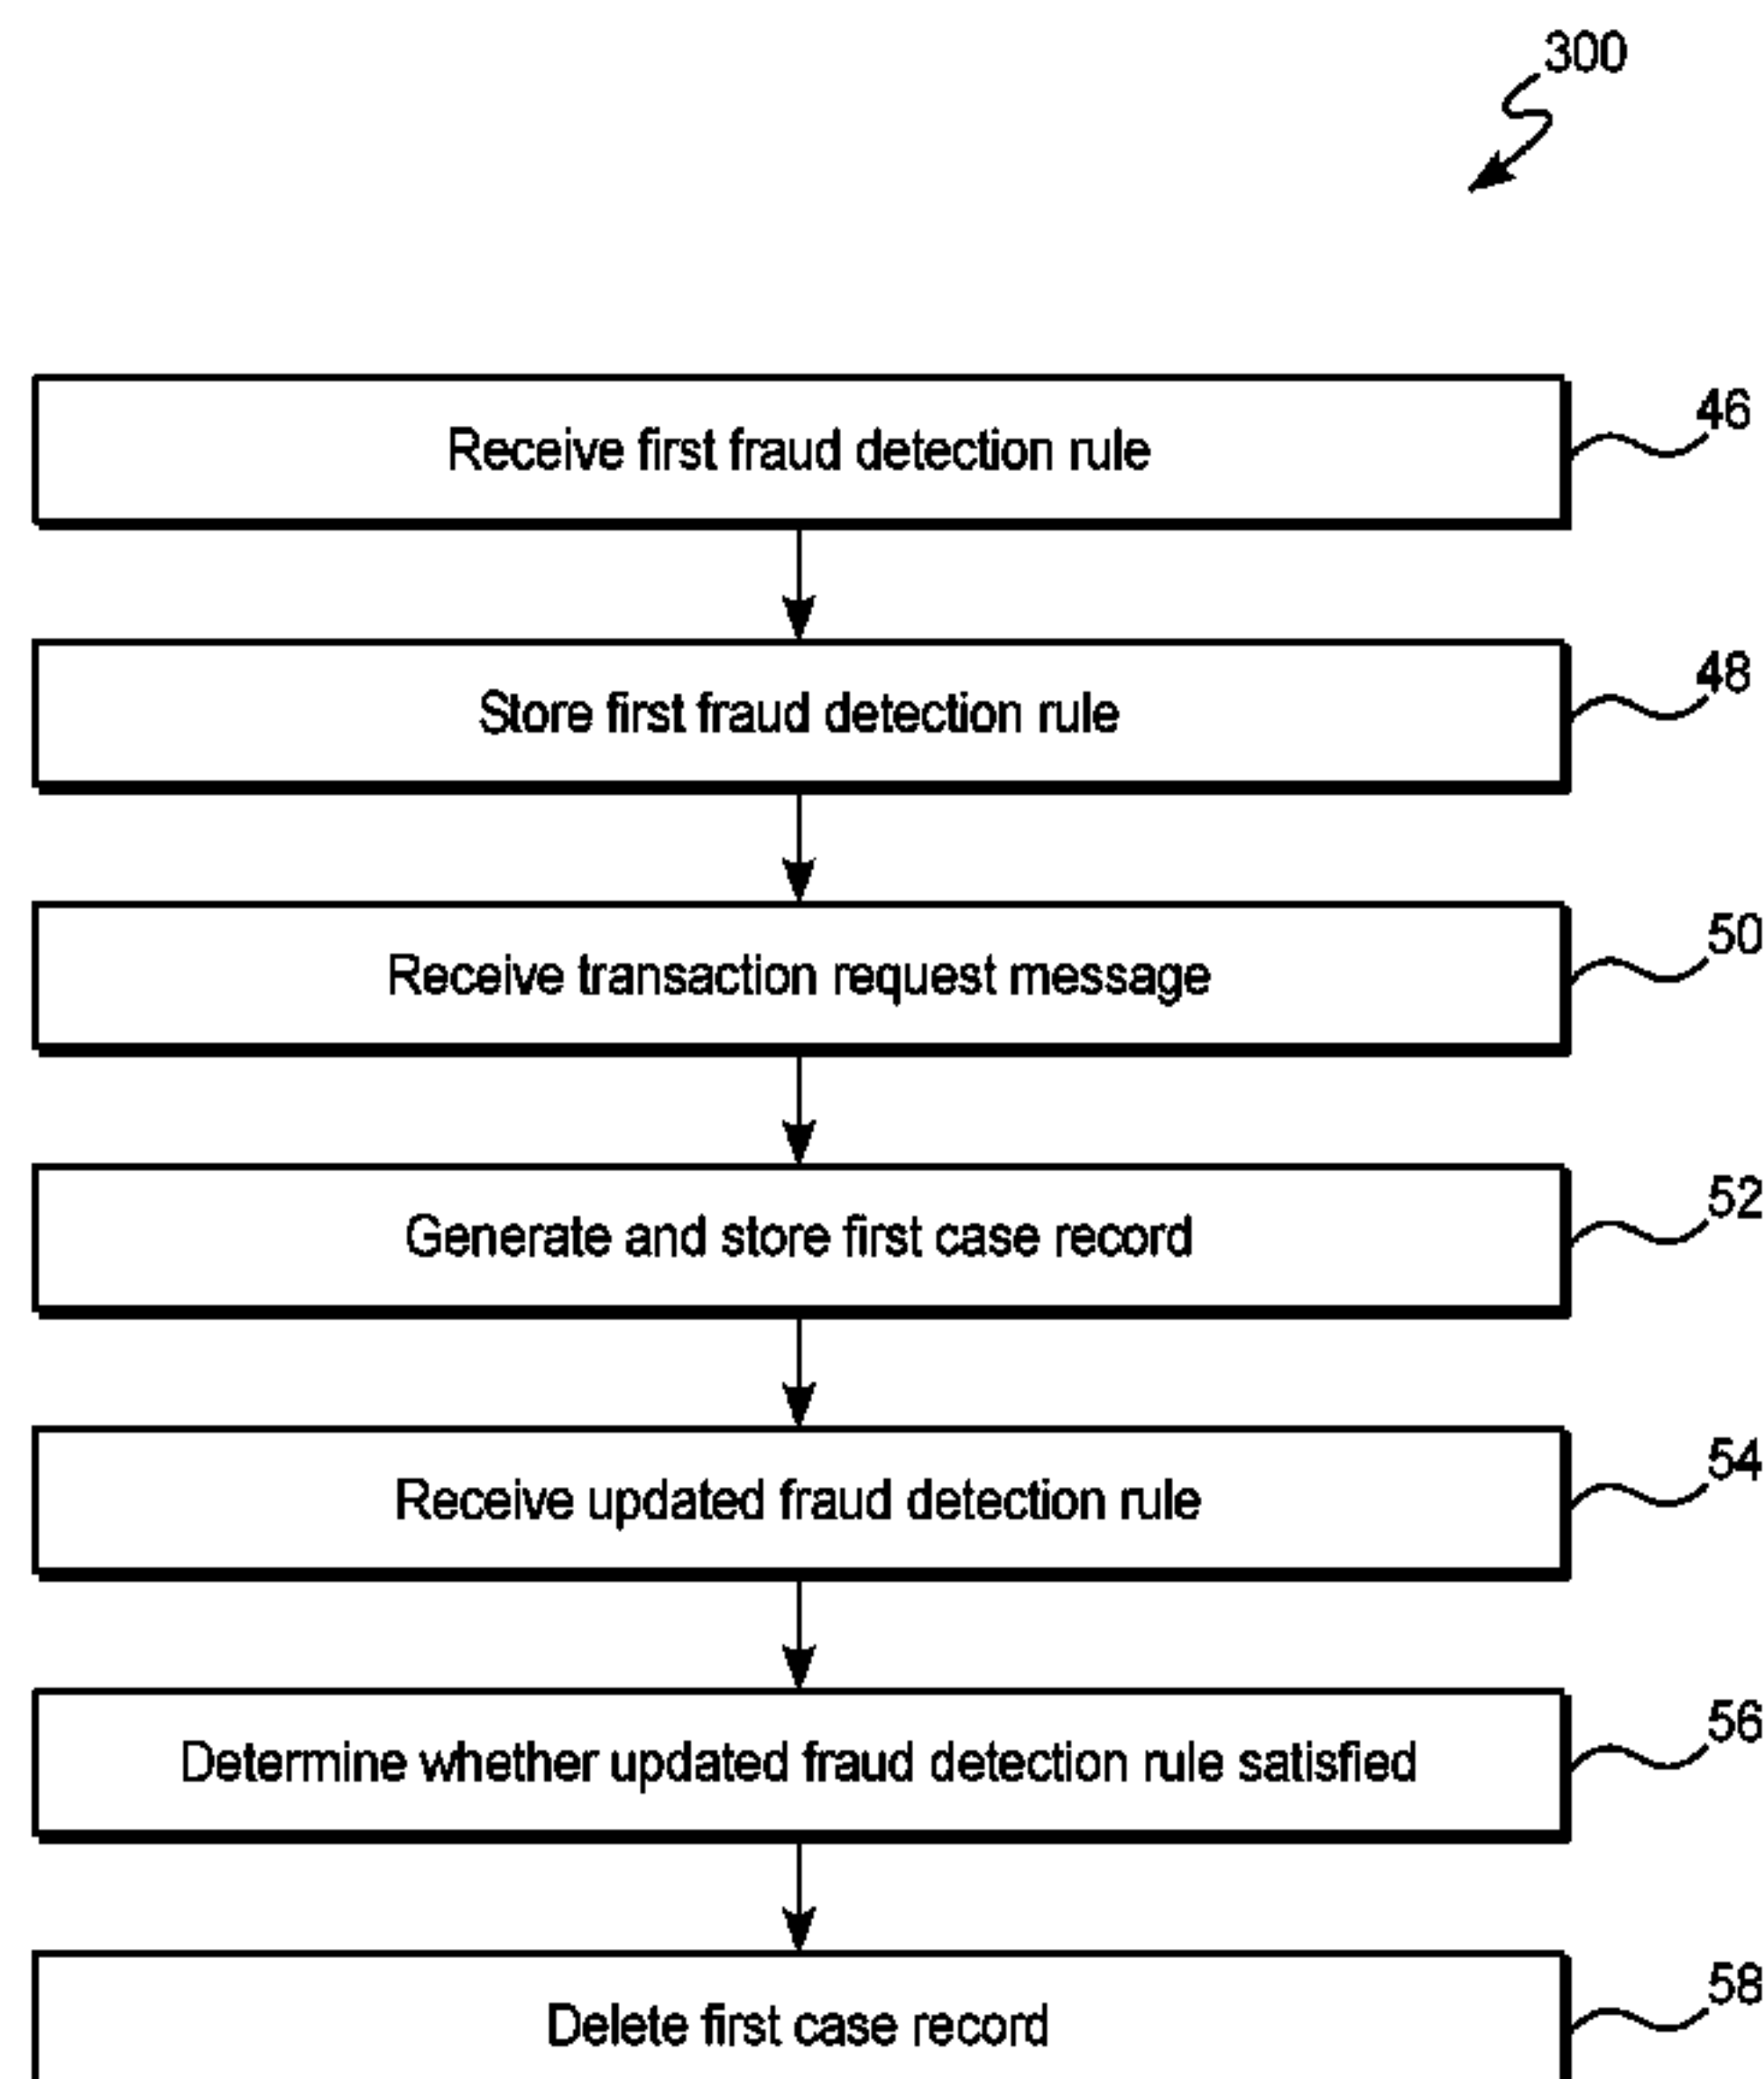 300
Receive first fraud detection rule
46
Store first fraud detection rule
48
Receive transaction request message
50
Generate and store first case record
52
Receive updated fraud detection rule
54
Determine whether updated fraud detection rule satisfied
56
Delete first case record
58